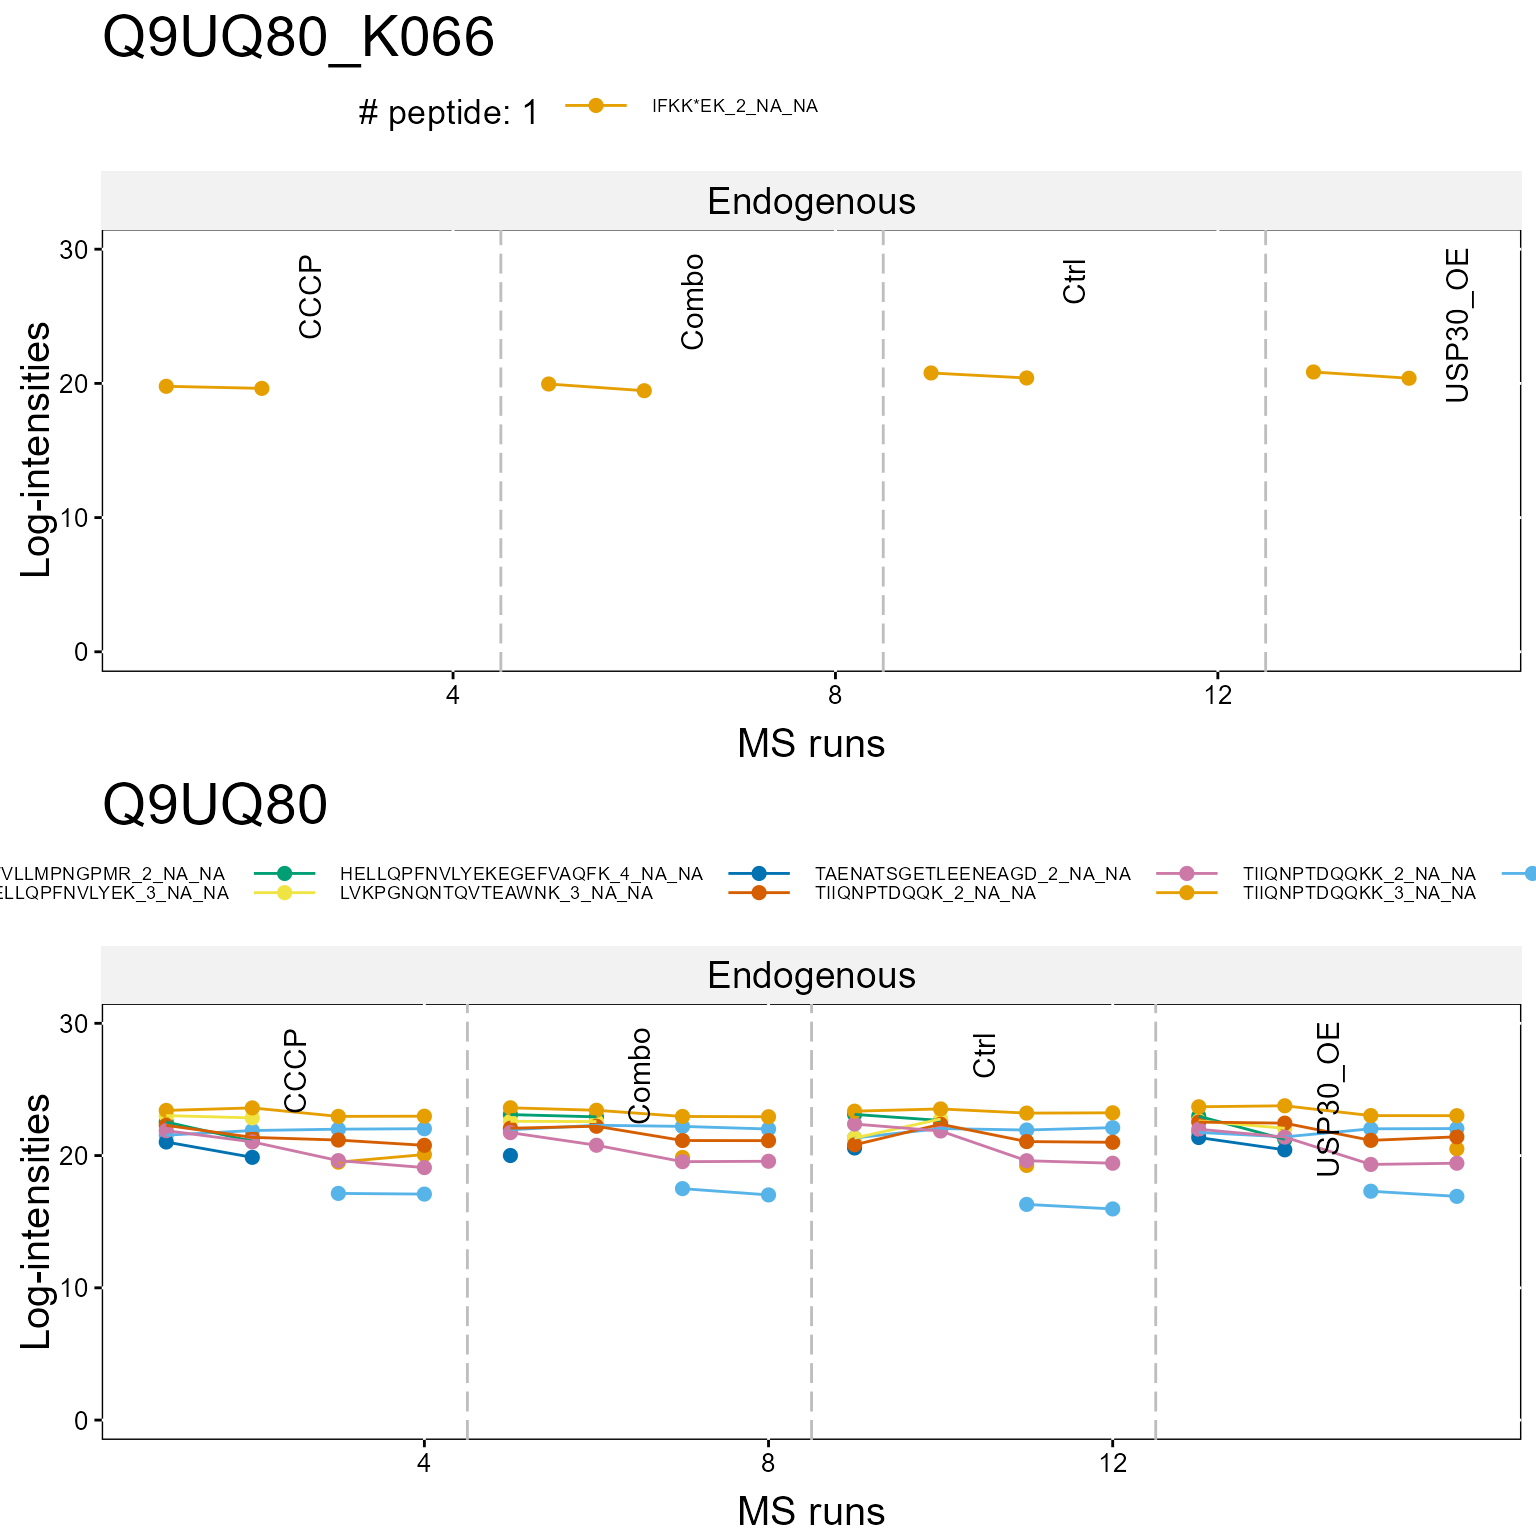 Q9UQ80_K066
# peptide: 1 IFKK*EK_2_NA_NA
Endogenous
CCCP Combo Ctrl USP30_OE
30
20
10
0
Log-intensities
4 8 12
MS runs
Q9UQ80
VLLMPNGPMR_2_NA_NA HELLQPFNVLYEKEGEFVAQFK_4_NA_NA TAENATSGETLEENEAGD_2_NA_NA TIIQNPTDQQKK_2_NA_NA
ELLQPFNVLYEK_3_NA_NA LVKPGNQNTQVTEAWNK_3_NA_NA TIIQNPTDQQK_2_NA_NA TIIQNPTDQQKK_3_NA_NA
Endogenous
CCCP Combo Ctrl USP30_OE
30
20
10
0
Log-intensities
4 8 12
MS runs